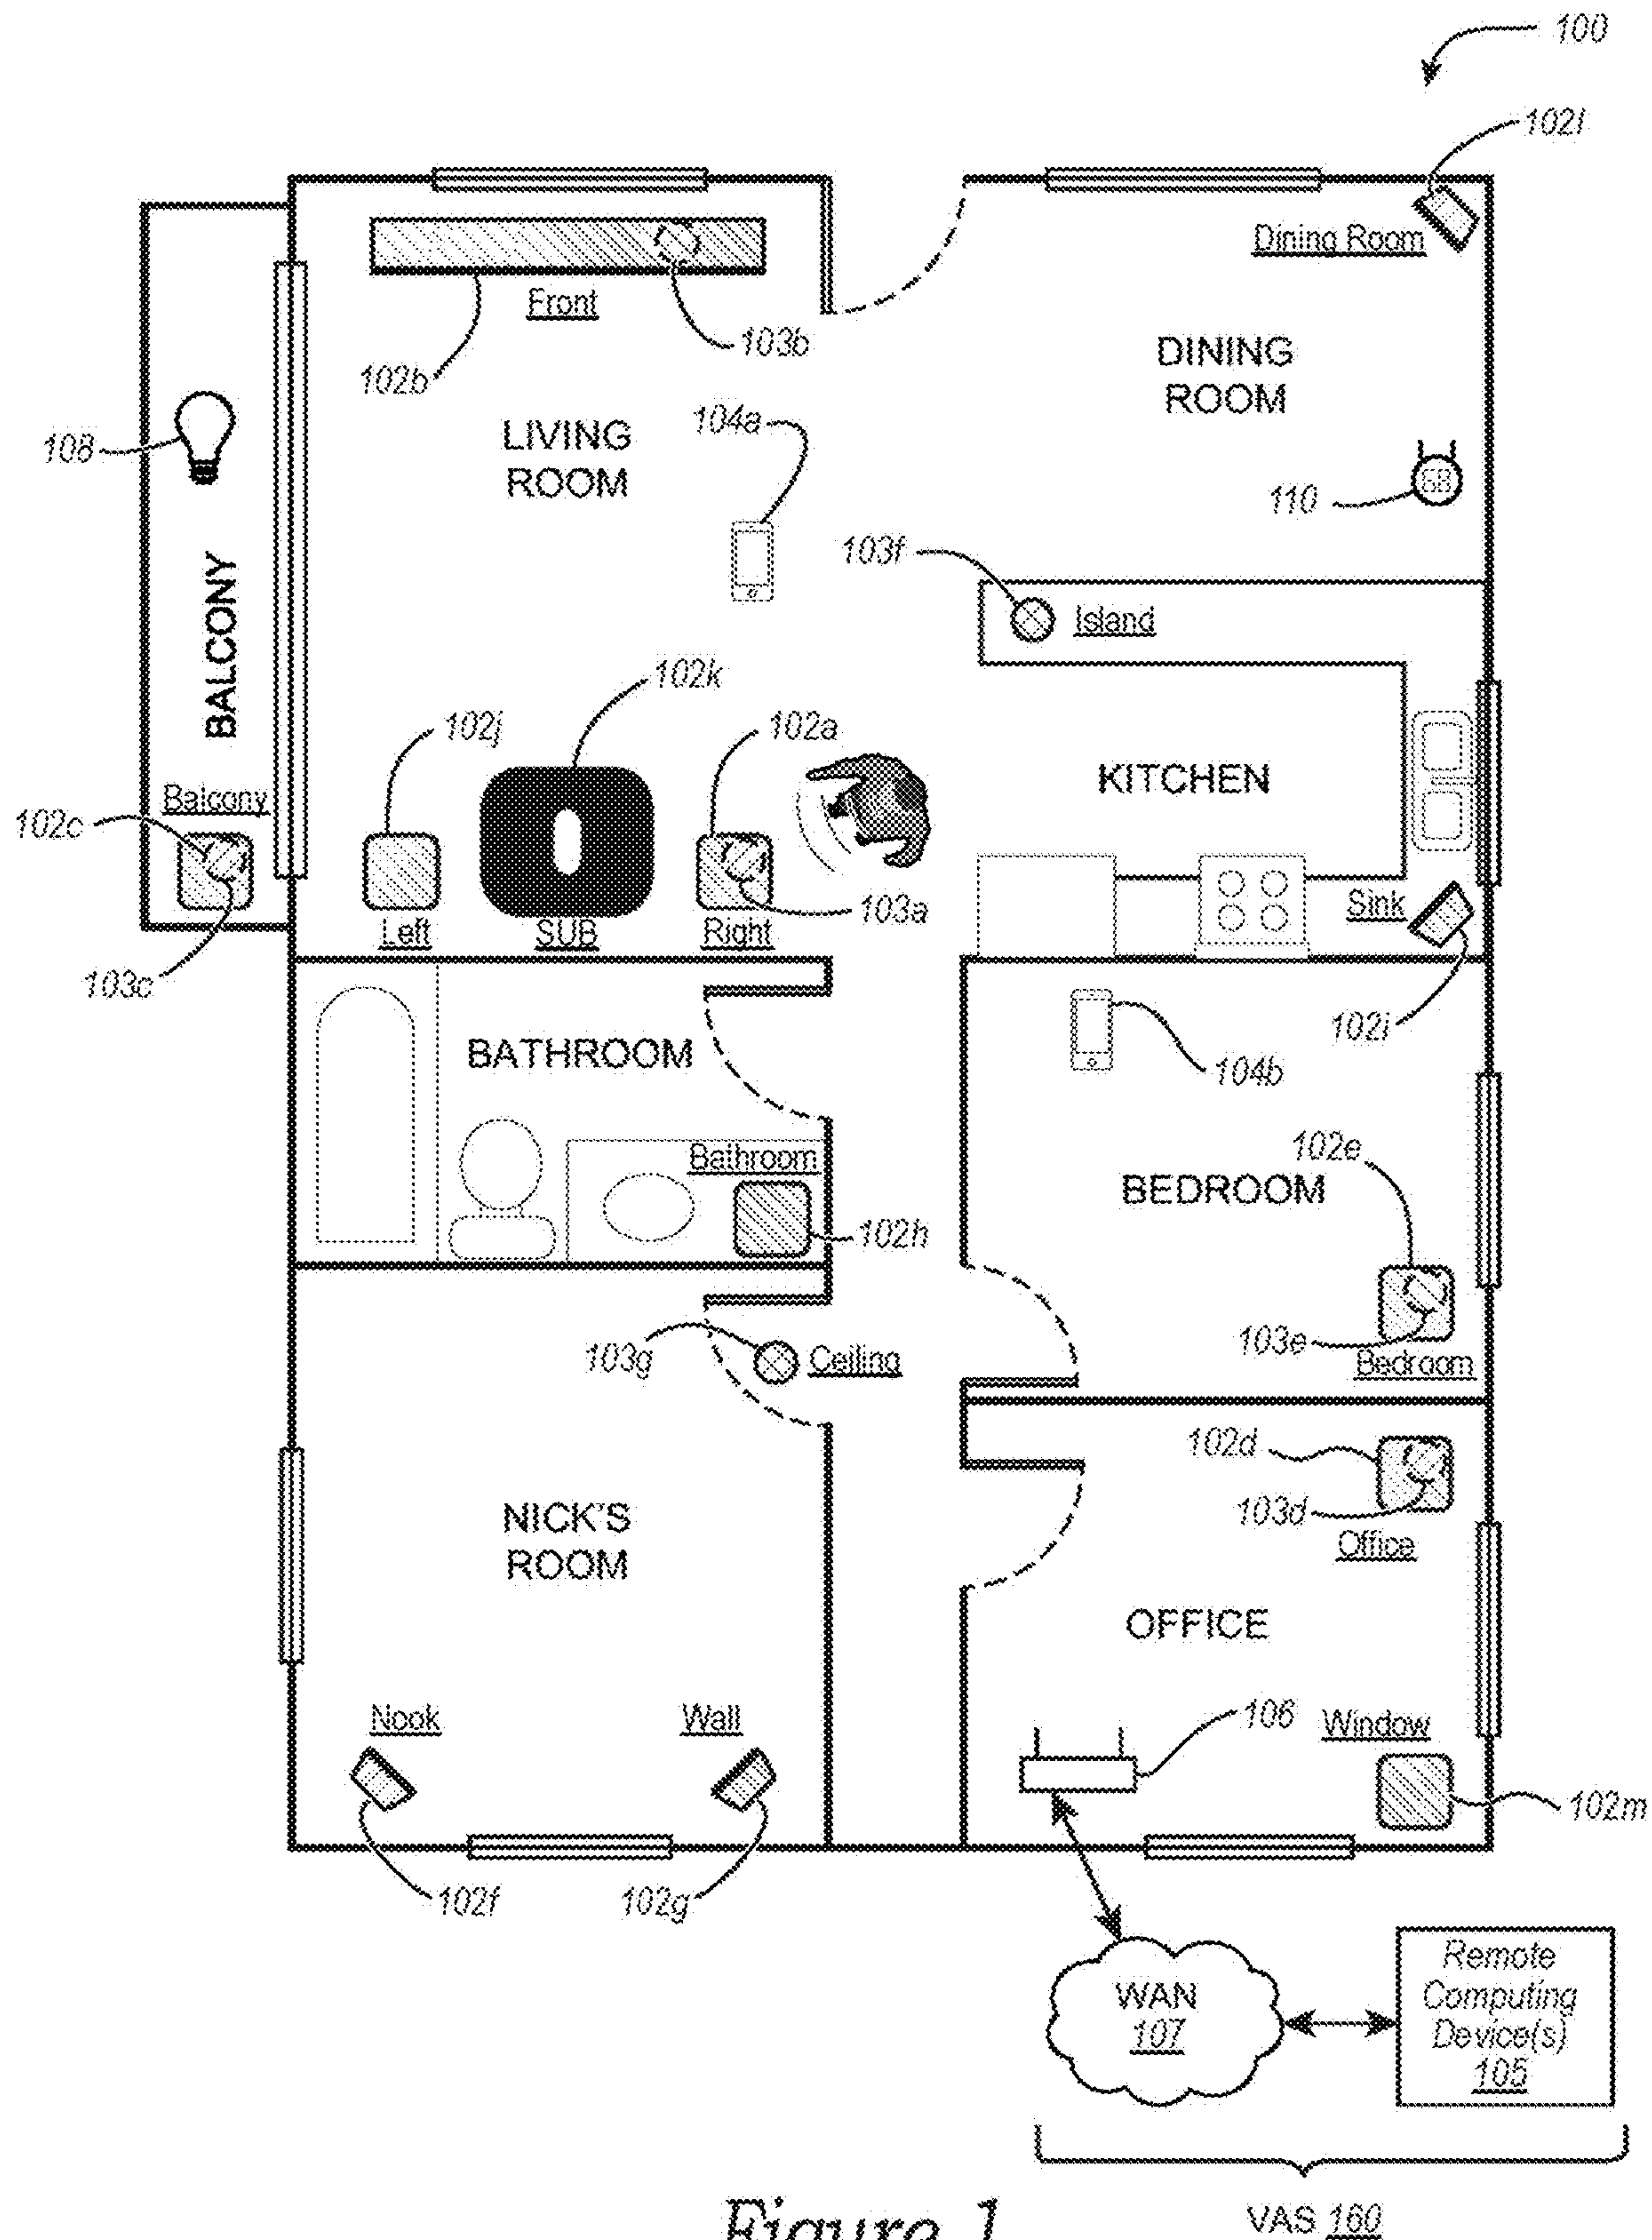 100
102l
Dining Room
Front
103b
102b
DINING
ROOM
104a
LIVING
ROOM
108
110
68
103f
Island
BALCONY
102k
102j
102a
KITCHEN
Balcony
102c
103a
Sink
Left
SUB
Right
103c
102i
BATHROOM
104b
102e
Bathroom
BEDROOM
102h
103e
103g
Ceiling
Bedroom
102d
103d
NICK'S
ROOM
Office
OFFICE
Nook
Wall
106
Window
102m
102f
102g
Remote
WAN
Computing
107
Device(s)
105
VAS 160
Figure 1